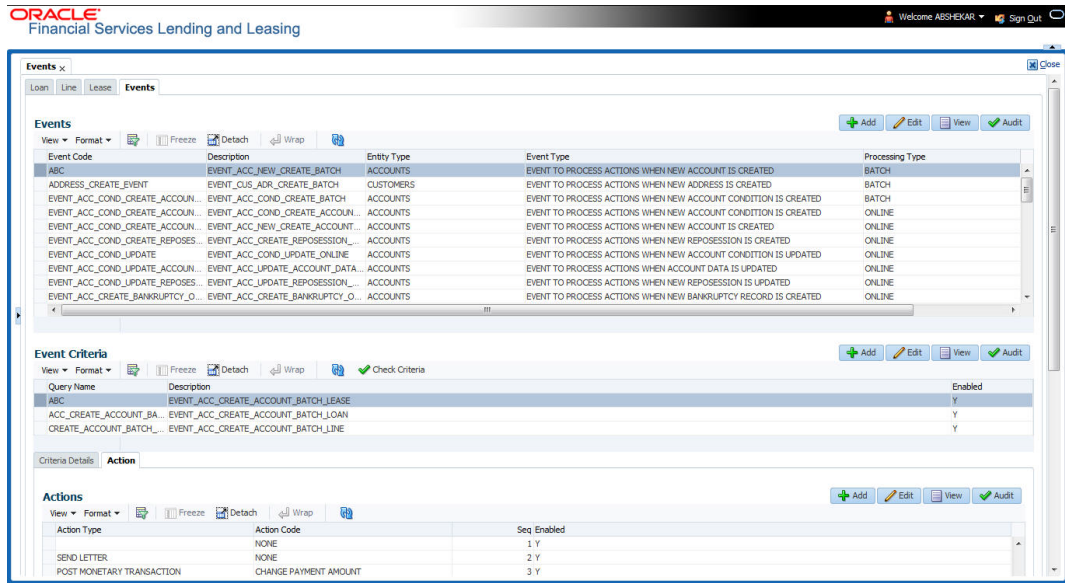 ORACLE®
Financial Services Lending and Leasing
Welcome ABSHEKAR Sign Out
Events x Close
Loan Line Lease Events
Events Add Edit View Audit
View Format Freeze Detach Wrap
Event Code Description Entity Type Event Type Processing Type
ABC EVENT_ACC_NEW_CREATE_BATCH ACCOUNTS EVENT TO PROCESS ACTIONS WHEN NEW ACCOUNT IS CREATED BATCH
ADDRESS_CREATE_EVENT EVENT_CUS_ADR_CREATE_BATCH CUSTOMERS EVENT TO PROCESS ACTIONS WHEN NEW ADDRESS IS CREATED BATCH
EVENT_ACC_COND_CREATE_ACCOUN... EVENT_ACC_COND_CREATE_BATCH ACCOUNTS EVENT TO PROCESS ACTIONS WHEN NEW ACCOUNT CONDITION IS CREATED BATCH
EVENT_ACC_COND_CREATE_ACCOUN... EVENT_ACC_COND_CREATE_ACCOUN... ACCOUNTS EVENT TO PROCESS ACTIONS WHEN NEW ACCOUNT CONDITION IS CREATED ONLINE
EVENT_ACC_COND_CREATE_ACCOUN... EVENT_ACC_NEW_CREATE_ACCOUNT... ACCOUNTS EVENT TO PROCESS ACTIONS WHEN NEW ACCOUNT IS CREATED ONLINE
EVENT_ACC_COND_CREATE_REPOSES... EVENT_ACC_CREATE_REPOSESSION_... ACCOUNTS EVENT TO PROCESS ACTIONS WHEN NEW REPOSESSION IS CREATED ONLINE
EVENT_ACC_COND_UPDATE EVENT_ACC_COND_UPDATE_ONLINE ACCOUNTS EVENT TO PROCESS ACTIONS WHEN NEW ACCOUNT CONDITION IS UPDATED ONLINE
EVENT_ACC_COND_UPDATE_ACCOUN... EVENT_ACC_UPDATE_ACCOUNT_DATA... ACCOUNTS EVENT TO PROCESS ACTIONS WHEN ACCOUNT DATA IS UPDATED ONLINE
EVENT_ACC_COND_UPDATE_REPOSES... EVENT_ACC_UPDATE_REPOSESSION_... ACCOUNTS EVENT TO PROCESS ACTIONS WHEN NEW REPOSESSION IS UPDATED ONLINE
EVENT_ACC_CREATE_BANKRUPTCY_O... EVENT_ACC_CREATE_BANKRUPTCY_O... ACCOUNTS EVENT TO PROCESS ACTIONS WHEN NEW BANKRUPTCY RECORD IS CREATED ONLINE
Event Criteria Add Edit View Audit
View Format Freeze Detach Wrap Check Criteria
Query Name Description Enabled
ABC EVENT_ACC_CREATE_ACCOUNT_BATCH_LEASE Y
ACC_CREATE_ACCOUNT_BA... EVENT_ACC_CREATE_ACCOUNT_BATCH_LOAN Y
CREATE_ACCOUNT_BATCH_... EVENT_ACC_CREATE_ACCOUNT_BATCH_LINE Y
Criteria Details Action
Actions Add Edit View Audit
View Format Freeze Detach Wrap
Action Type Action Code Seq Enabled
NONE 1 Y
SEND LETTER NONE 2 Y
POST MONETARY TRANSACTION CHANGE PAYMENT AMOUNT 3 Y